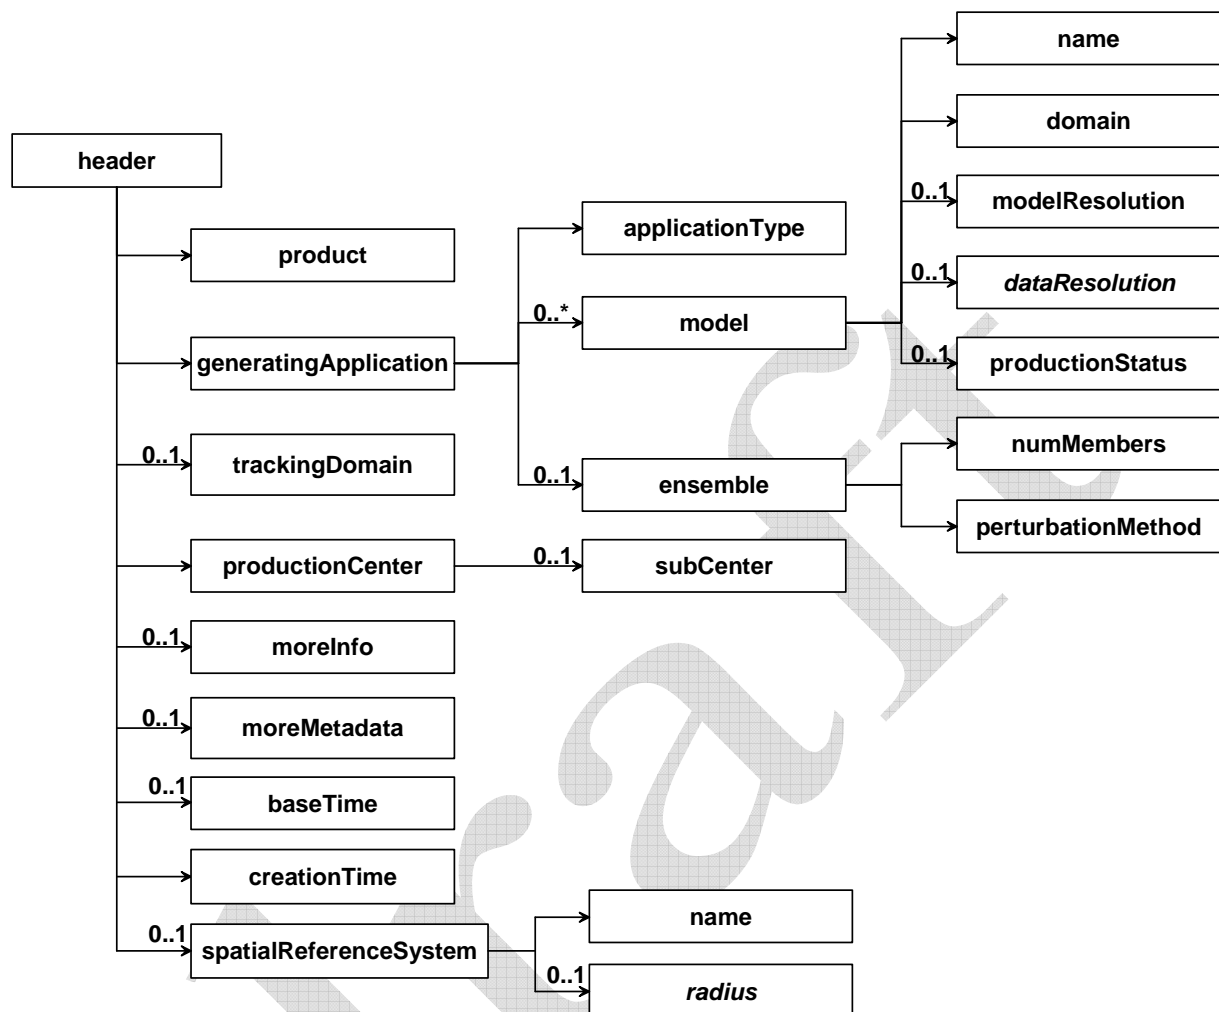 header
product
generatingApplication
0..1
trackingDomain
productionCenter
0..1
moreInfo
0..1
moreMetadata
0..1
baseTime
creationTime
0..1
spatialReferenceSystem
applicationType
0..*
model
0..1
ensemble
0..1
subCenter
name
0..1
radius
name
domain
0..1
modelResolution
0..1
dataResolution
0..1
productionStatus
numMembers
perturbationMethod
draft